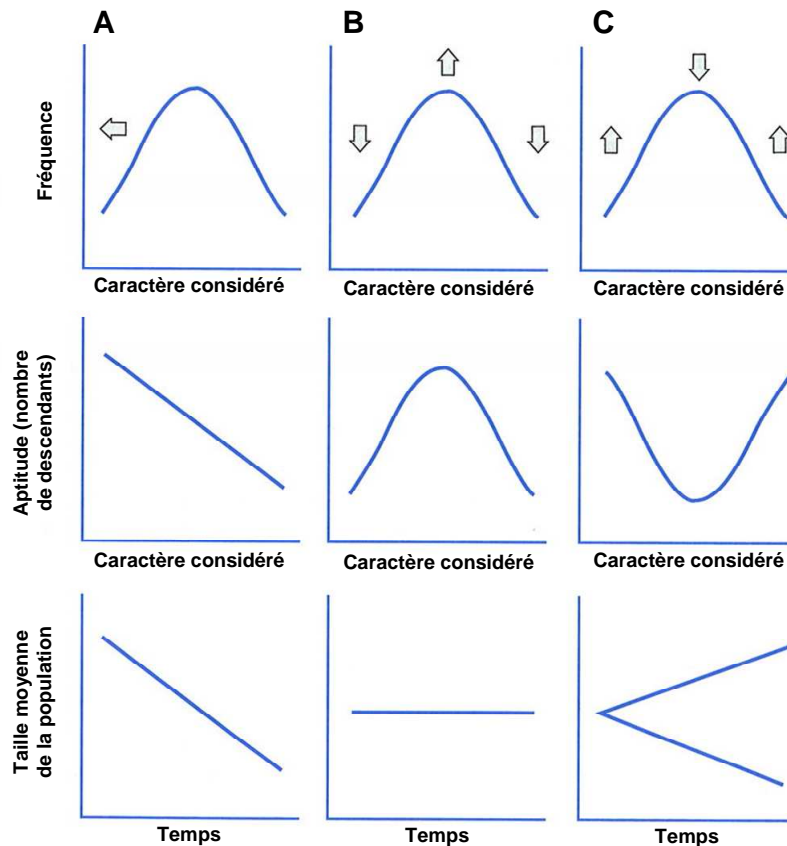 A B C
Fréquence
Caractère considéré Caractère considéré Caractère considéré
Aptitude (nombre
de descendants)
Caractère considéré Caractère considéré Caractère considéré
Taille moyenne
de la population
Temps Temps Temps